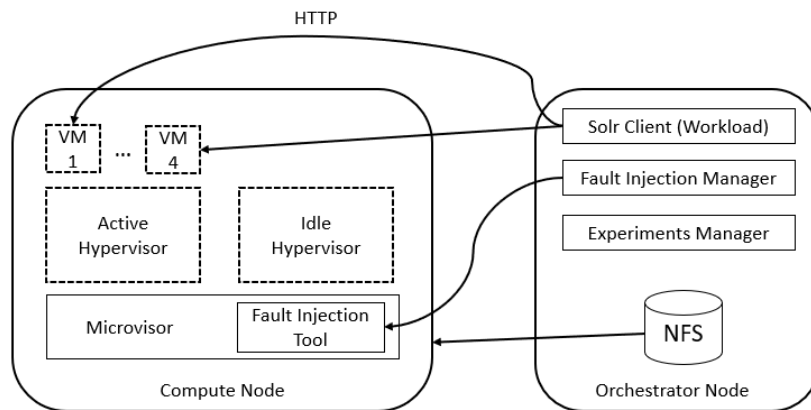 HTTP
VM
1
...
VM
4
Active
Hypervisor
Idle
Hypervisor
Microvisor
Fault Injection
Tool
Compute Node
Solr Client (Workload)
Fault Injection Manager
Experiments Manager
NFS
Orchestrator Node